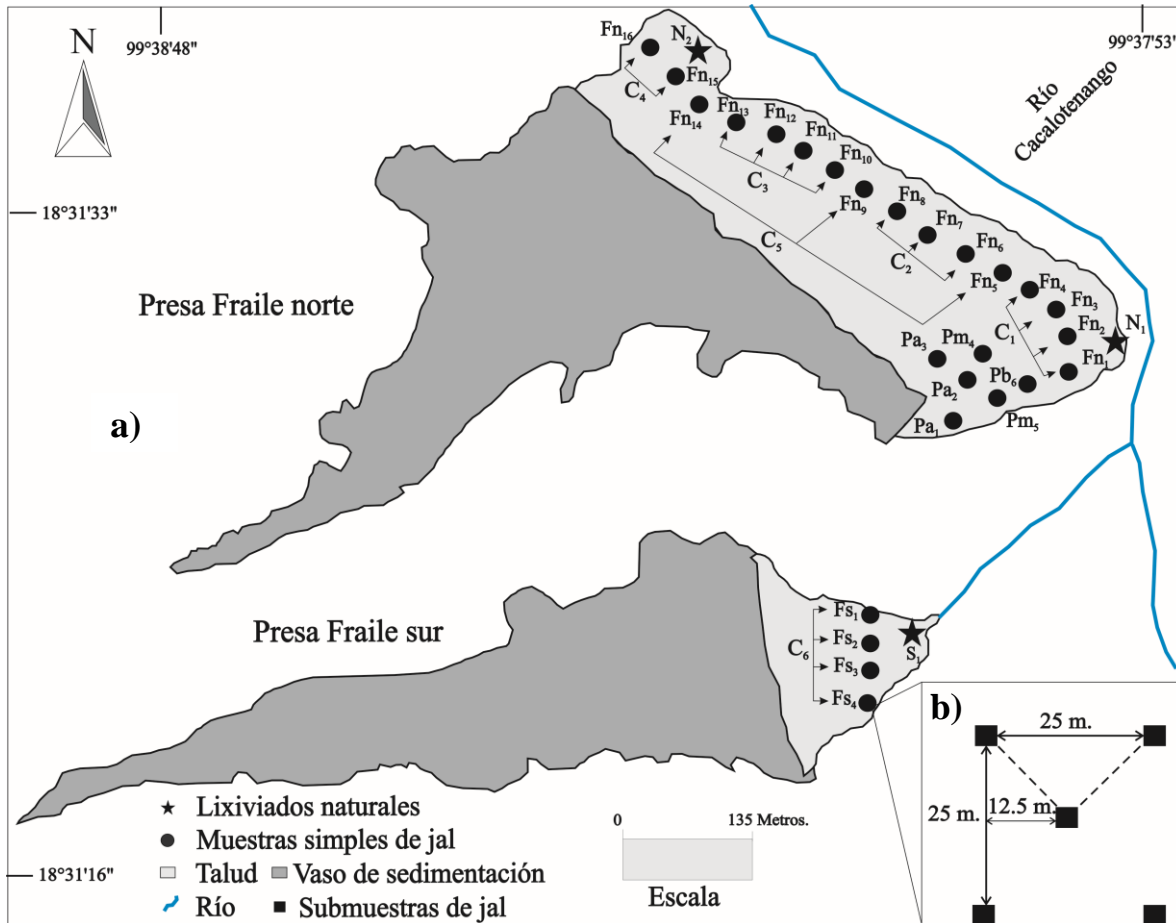 N
99°38'48"
99°37'53"
18°31'33"
18°31'16"
Río
Cacalotenango
Fn16
N2
Fn15
C4
Fn14
Fn13
Fn12
Fn11
Fn10
C3
Fn9
Fn8
Fn7
C5
C2
Fn6
Fn5
Fn4
Fn3
C1
Fn2
N1
Fn1
Pa3
Pm4
Pa2
Pb6
Pa1
Pm5
Presa Fraile norte
a)
Presa Fraile sur
C6
Fs1
Fs2
Fs3
Fs4
S1
b)
25 m.
25 m.
12.5 m.
Lixiviados naturales
Muestras simples de jal
Talud
Vaso de sedimentación
Río
Submuestras de jal
0
135 Metros.
Escala